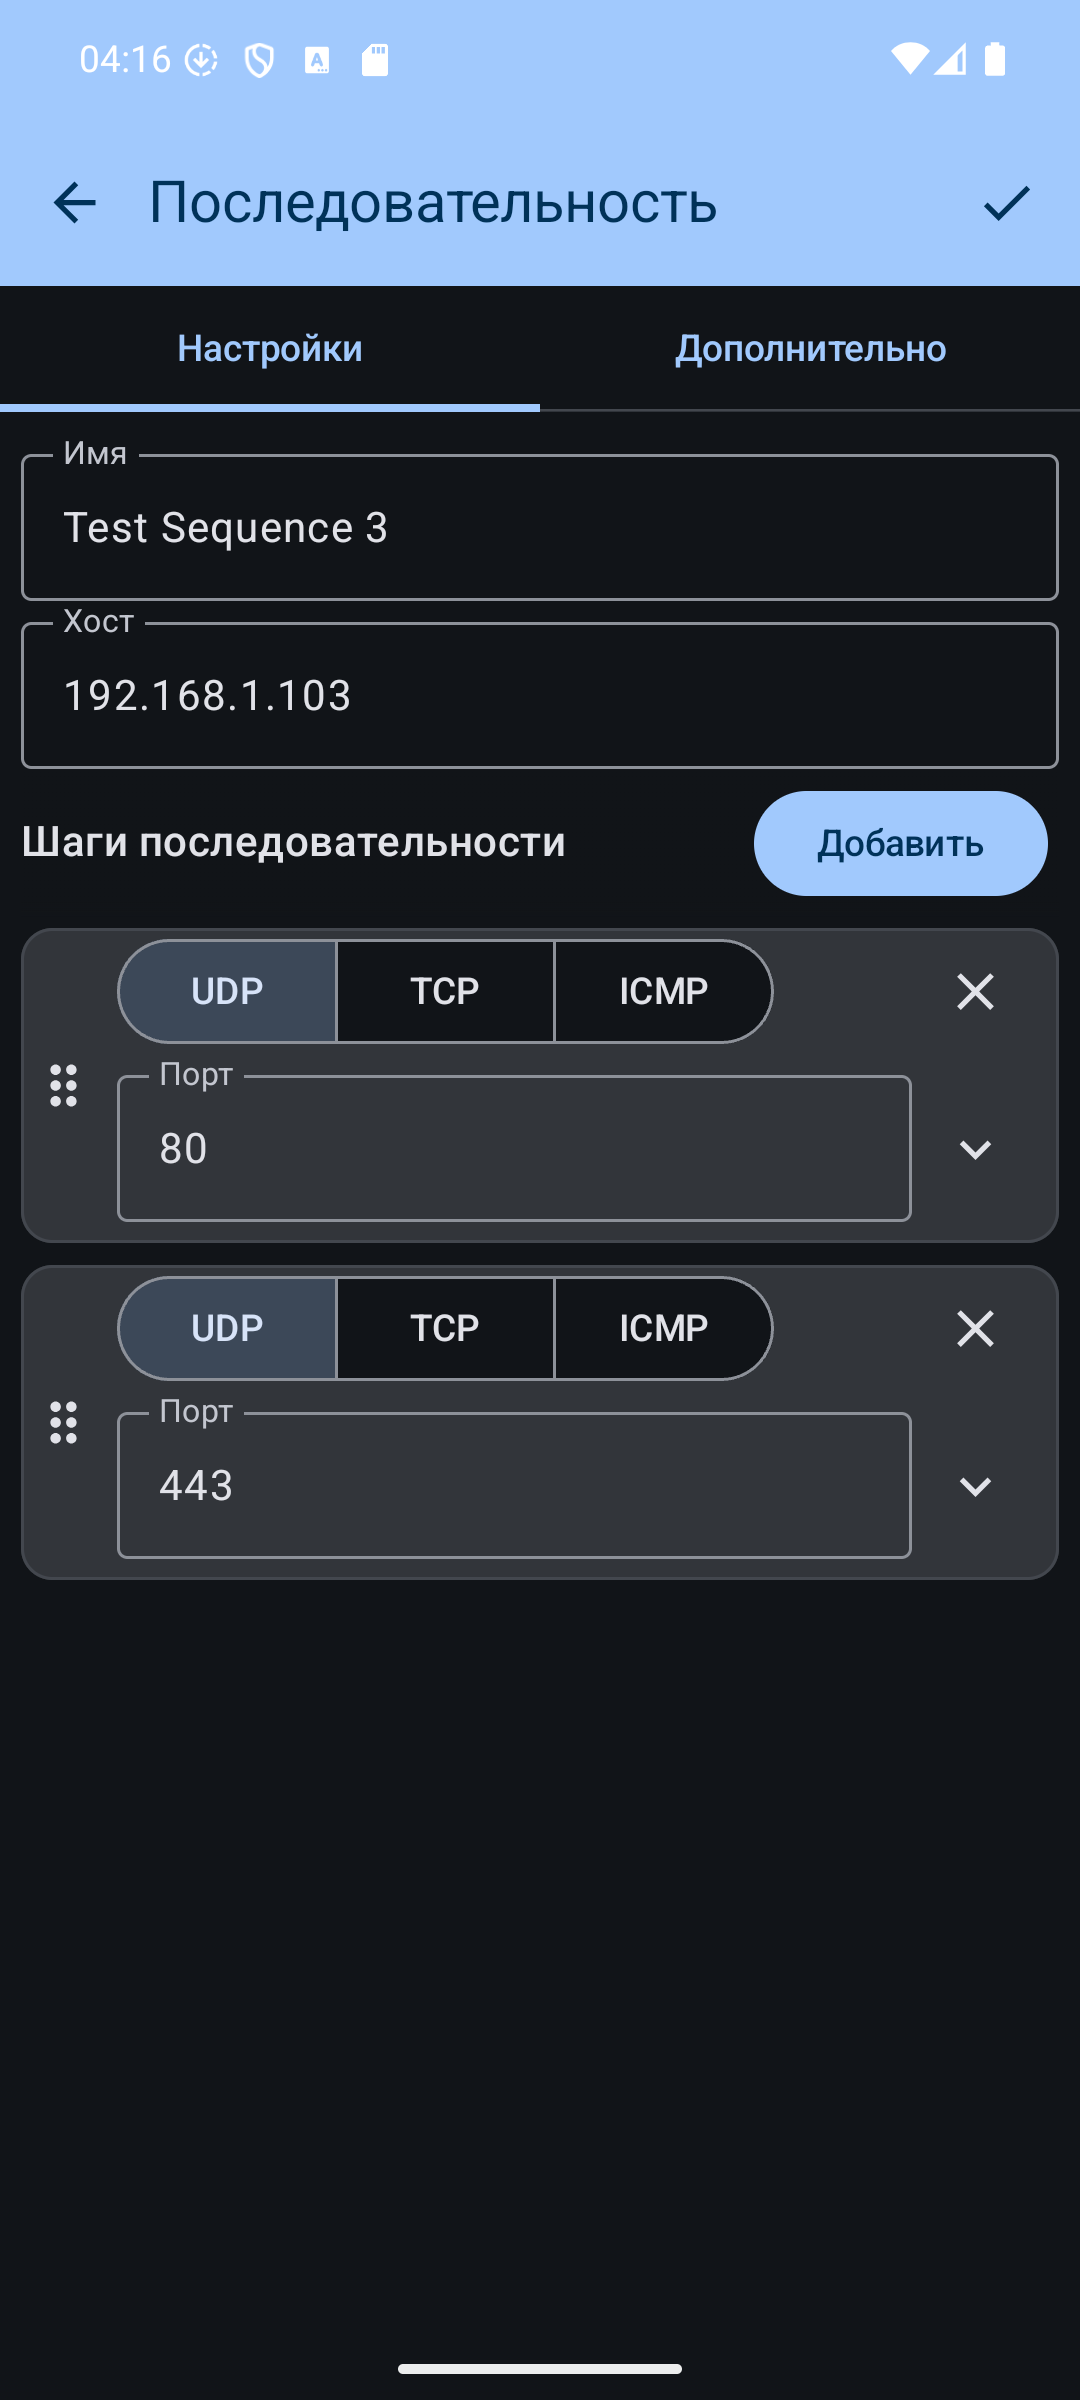 04:16
Последовательность
Настройки
Дополнительно
Имя
Test Sequence 3
Хост
192.168.1.103
Шаги последовательности
Добавить
UDP
TCP
ICMP
Порт
80
UDP
TCP
ICMP
Порт
443